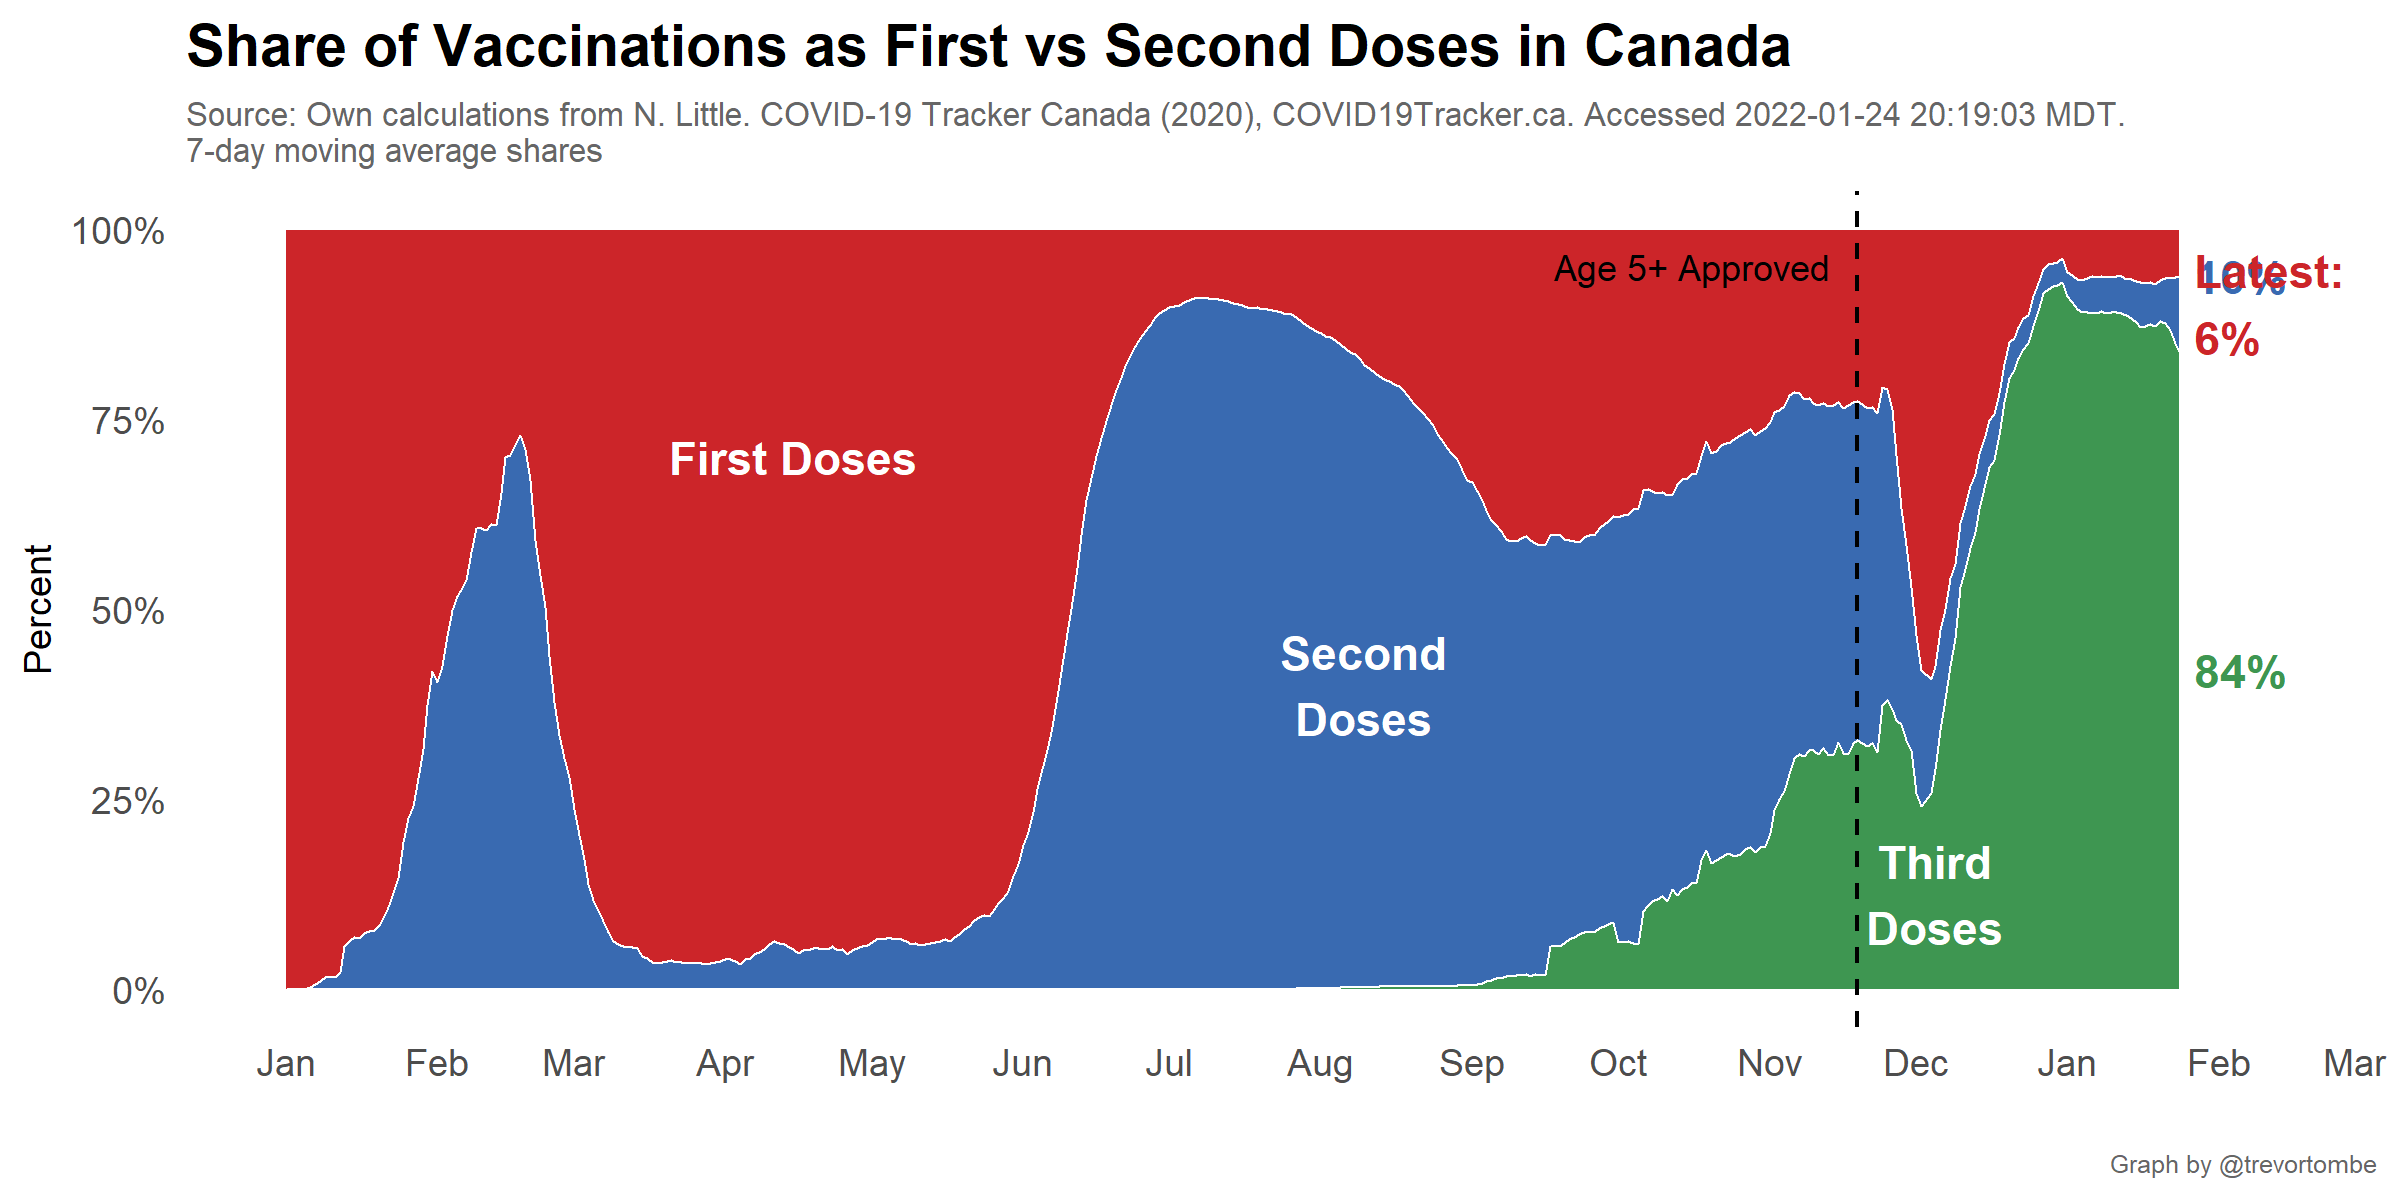 Share of Vaccinations as First vs Second Doses in Canada
Source: Own calculations from N. Little. COVID-19 Tracker Canada (2020), COVID19Tracker.ca. Accessed 2022-01-24 20:19:03 MDT.
7-day moving average shares
100%
75%
50%
25%
0%
Percent
Age 5+ Approved
First Doses
Second
Doses
Third
Doses
Latest:
10%
6%
84%
Jan Feb Mar Apr May Jun Jul Aug Sep Oct Nov Dec Jan Feb Mar
Graph by @trevortombe